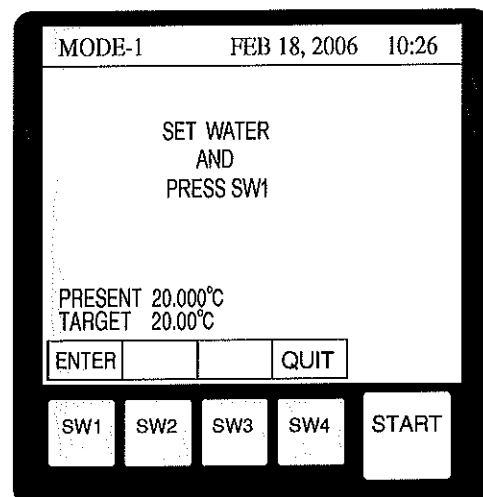 MODE-1 FEB 18, 2006 10:26
SET WATER
AND
PRESS SW1
PRESENT 20.000°C
TARGET 20.00°C
ENTER QUIT
SW1 SW2 SW3 SW4 START